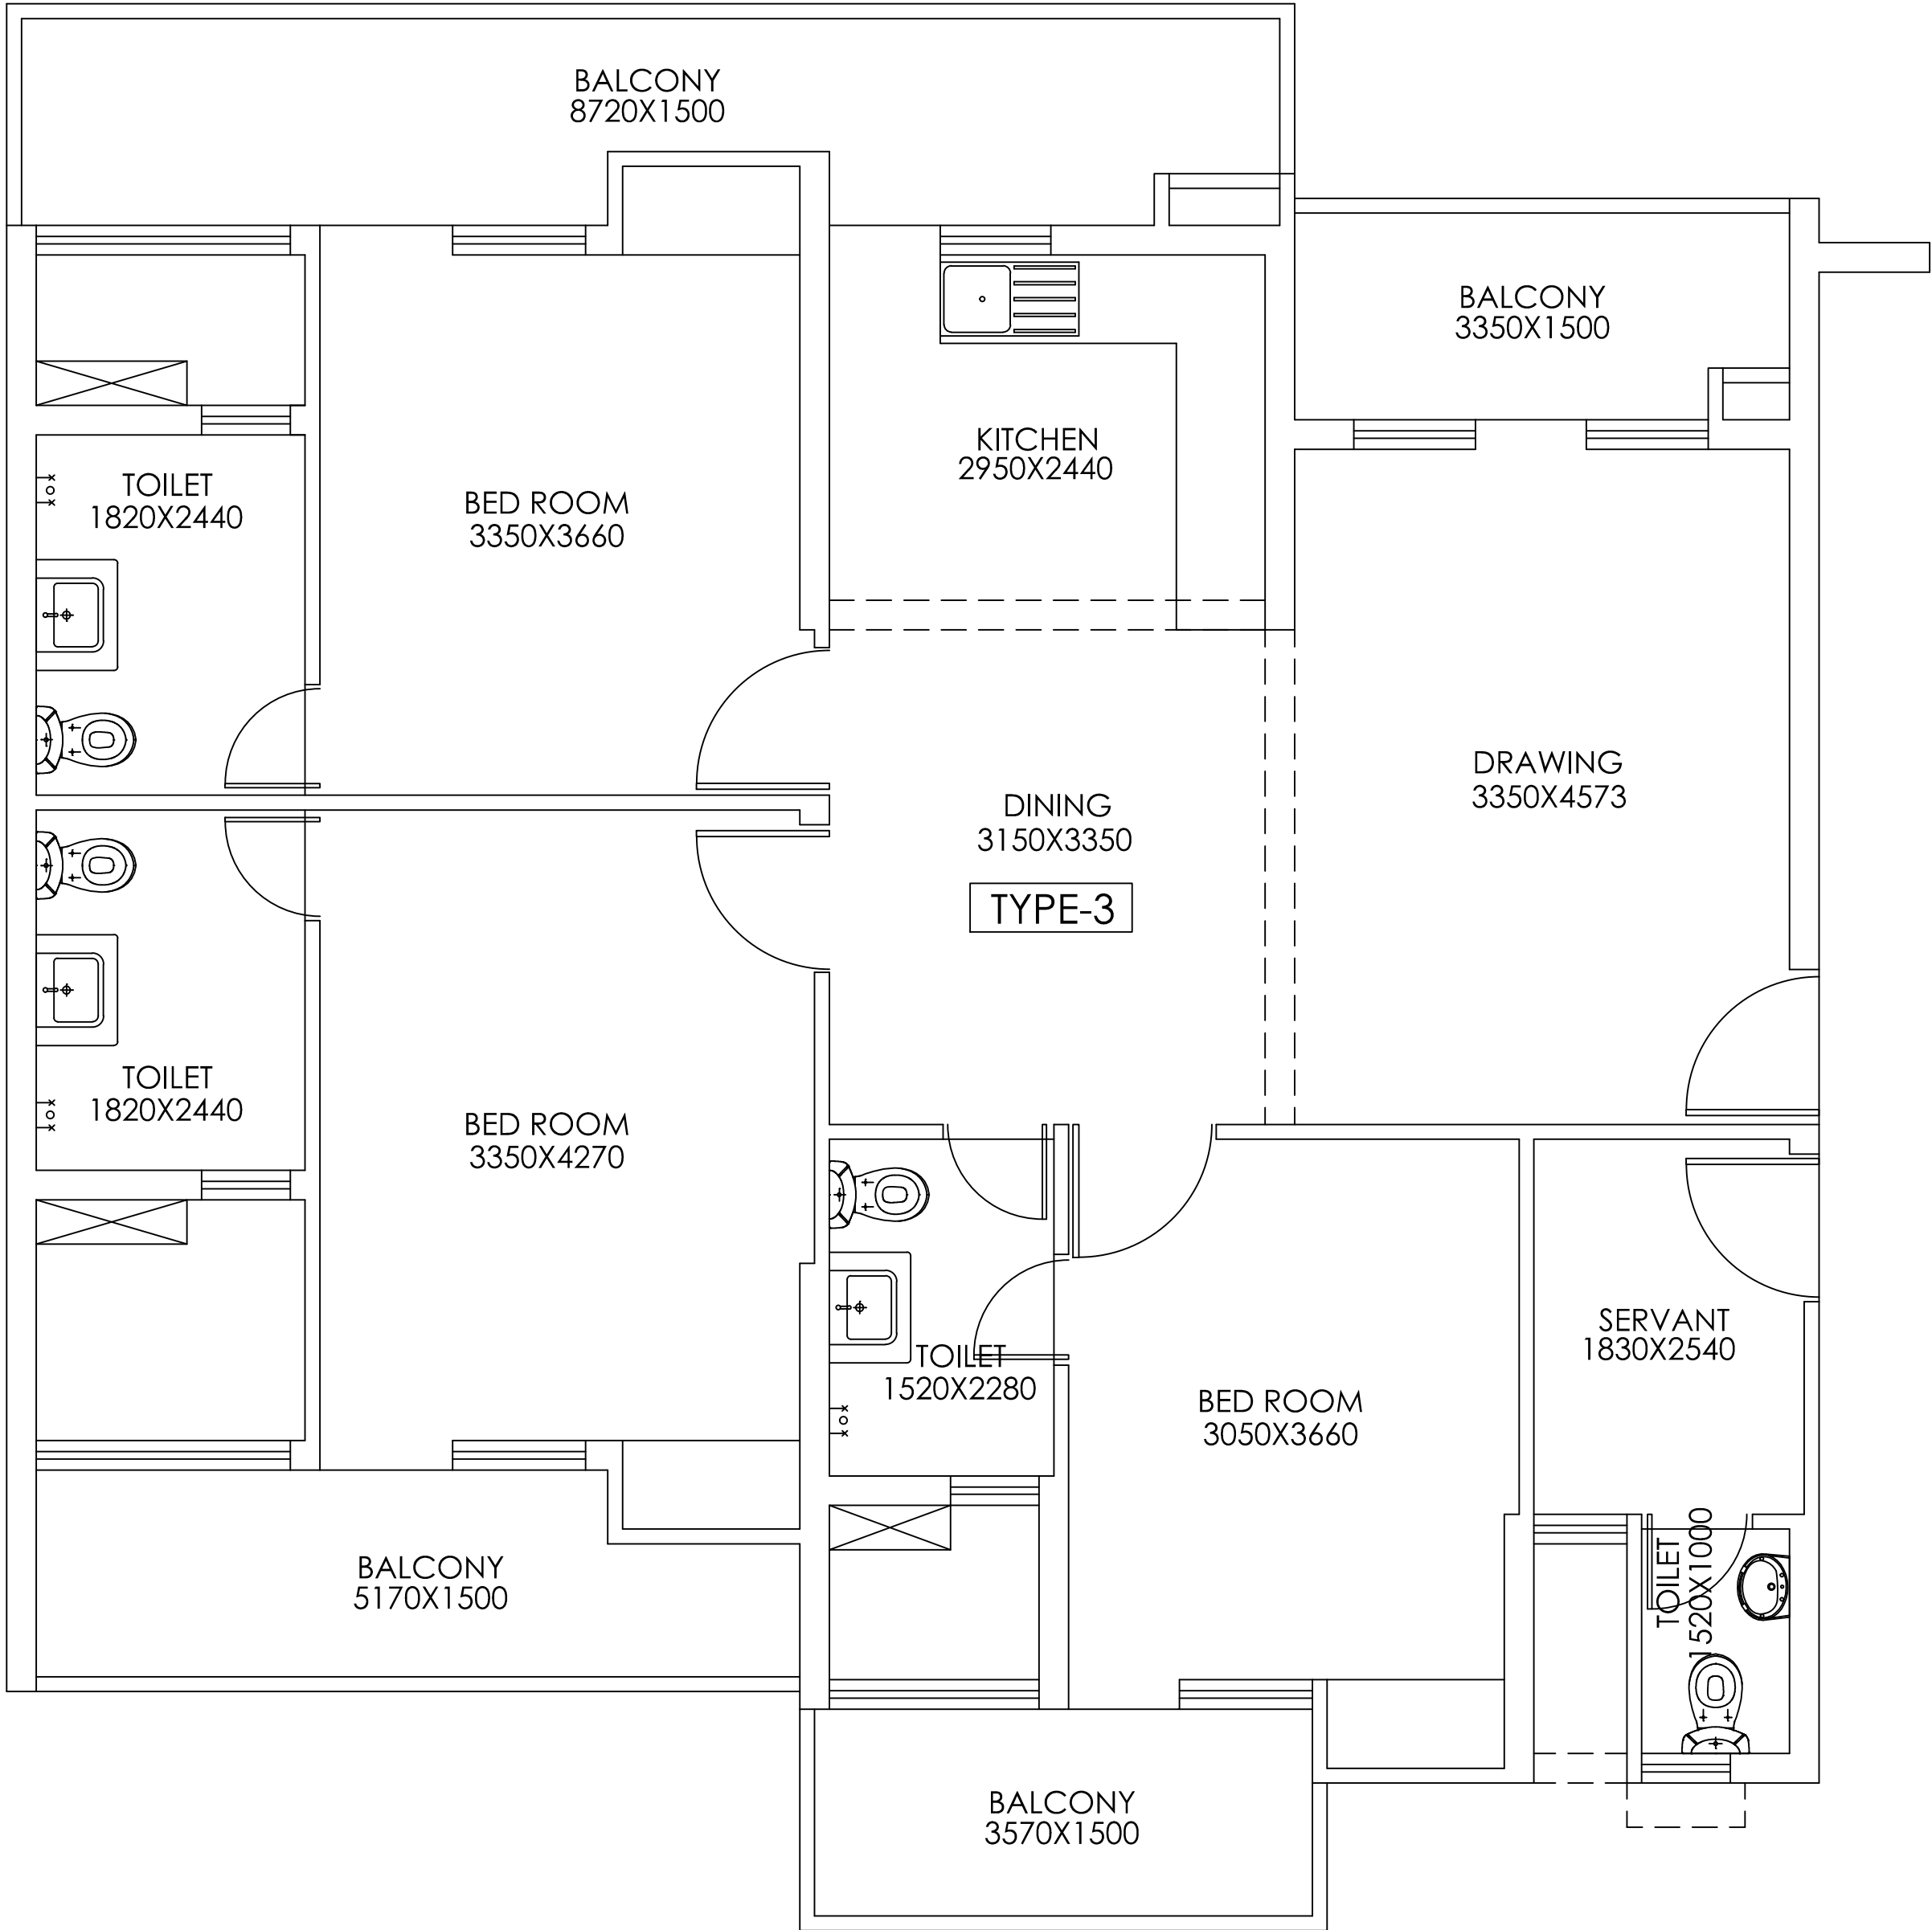 BALCONY
8720X1500
BALCONY
3350X1500
KITCHEN
2950X2440
TOILET
1820X2440
BED ROOM
3350X3660
DRAWING
3350X4573
DINING
3150X3350
TYPE-3
TOILET
1820X2440
BED ROOM
3350X4270
SERVANT
1830X2540
TOILET
1520X2280
BED ROOM
3050X3660
TOILET
1520X1000
BALCONY
5170X1500
BALCONY
3570X1500